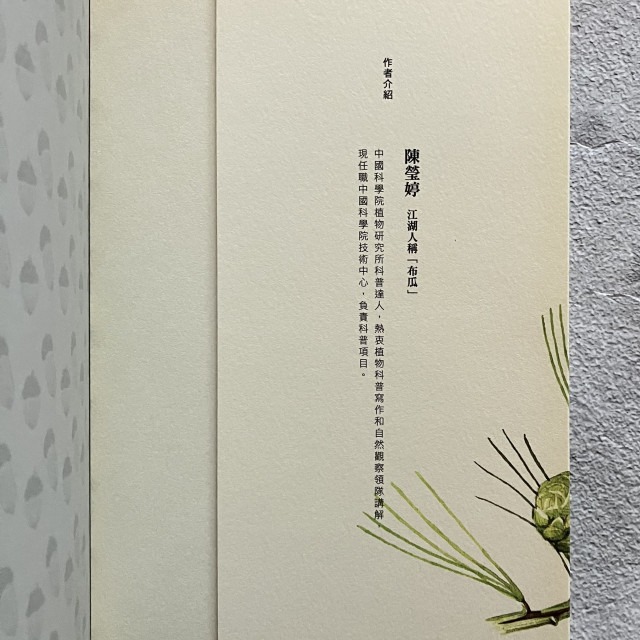 作者介紹
陳瑩婷 江湖人稱「布瓜」
中國科學院植物研究所科普達人，熱衷植物科普寫作和自然觀察領隊講解，
現任職中國科學院技術中心，負責科普項目。